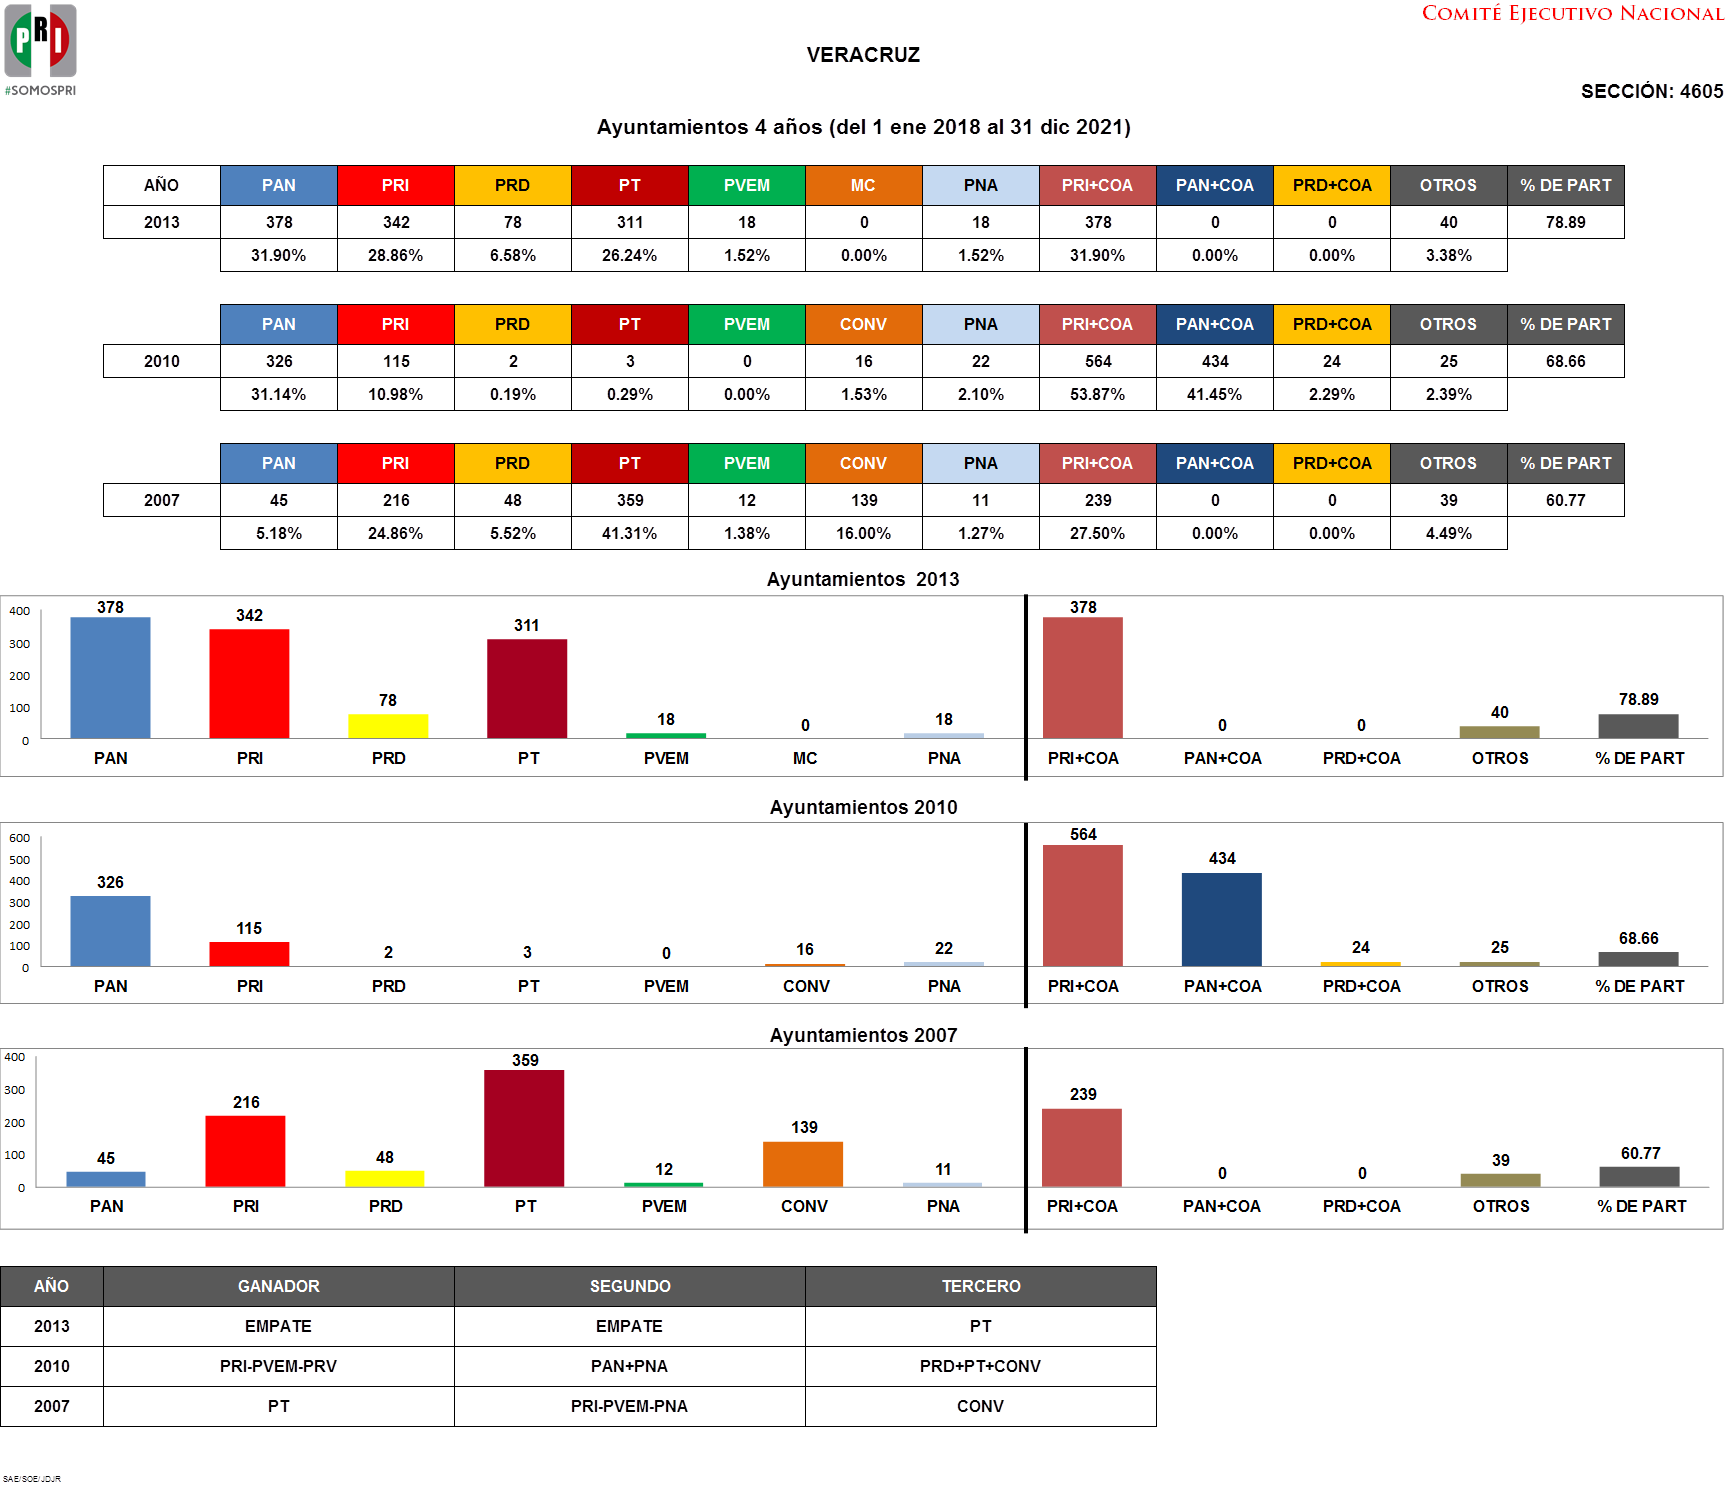 PRI
#SOMOSPRI
COMITÉ EJECUTIVO NACIONAL
VERACRUZ
SECCIÓN: 4605
Ayuntamientos 4 años (del 1 ene 2018 al 31 dic 2021)
AÑO PAN PRI PRD PT PVEM MC PNA PRI+COA PAN+COA PRD+COA OTROS % DE PART
2013 378 342 78 311 18 0 18 378 0 0 40 78.89
31.90% 28.86% 6.58% 26.24% 1.52% 0.00% 1.52% 31.90% 0.00% 0.00% 3.38%
PAN PRI PRD PT PVEM CONV PNA PRI+COA PAN+COA PRD+COA OTROS % DE PART
2010 326 115 2 3 0 16 22 564 434 24 25 68.66
31.14% 10.98% 0.19% 0.29% 0.00% 1.53% 2.10% 53.87% 41.45% 2.29% 2.39%
PAN PRI PRD PT PVEM CONV PNA PRI+COA PAN+COA PRD+COA OTROS % DE PART
2007 45 216 48 359 12 139 11 239 0 0 39 60.77
5.18% 24.86% 5.52% 41.31% 1.38% 16.00% 1.27% 27.50% 0.00% 0.00% 4.49%
Ayuntamientos 2013
400
300
200
100
0
378 342 78 311 18 0 18 378 0 0 40 78.89
PAN PRI PRD PT PVEM MC PNA PRI+COA PAN+COA PRD+COA OTROS % DE PART
Ayuntamientos 2010
600
500
400
300
200
100
0
326 115 2 3 0 16 22 564 434 24 25 68.66
PAN PRI PRD PT PVEM CONV PNA PRI+COA PAN+COA PRD+COA OTROS % DE PART
Ayuntamientos 2007
400
300
200
100
0
45 216 48 359 12 139 11 239 0 0 39 60.77
PAN PRI PRD PT PVEM CONV PNA PRI+COA PAN+COA PRD+COA OTROS % DE PART
AÑO GANADOR SEGUNDO TERCERO
2013 EMPATE EMPATE PT
2010 PRI-PVEM-PRV PAN+PNA PRD+PT+CONV
2007 PT PRI-PVEM-PNA CONV
SAE/SOE/JDJR